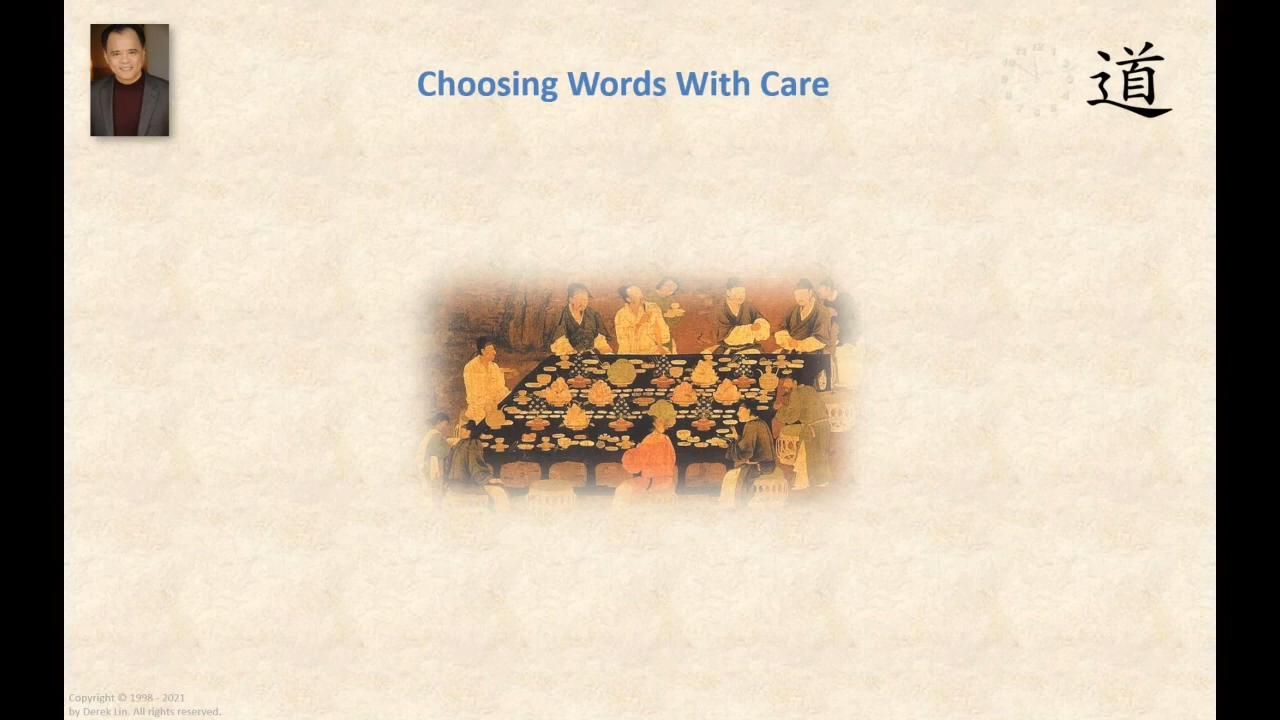 Choosing Words With Care
道
Copyright © 1998 - 2021
by Derek Lin. All rights reserved.